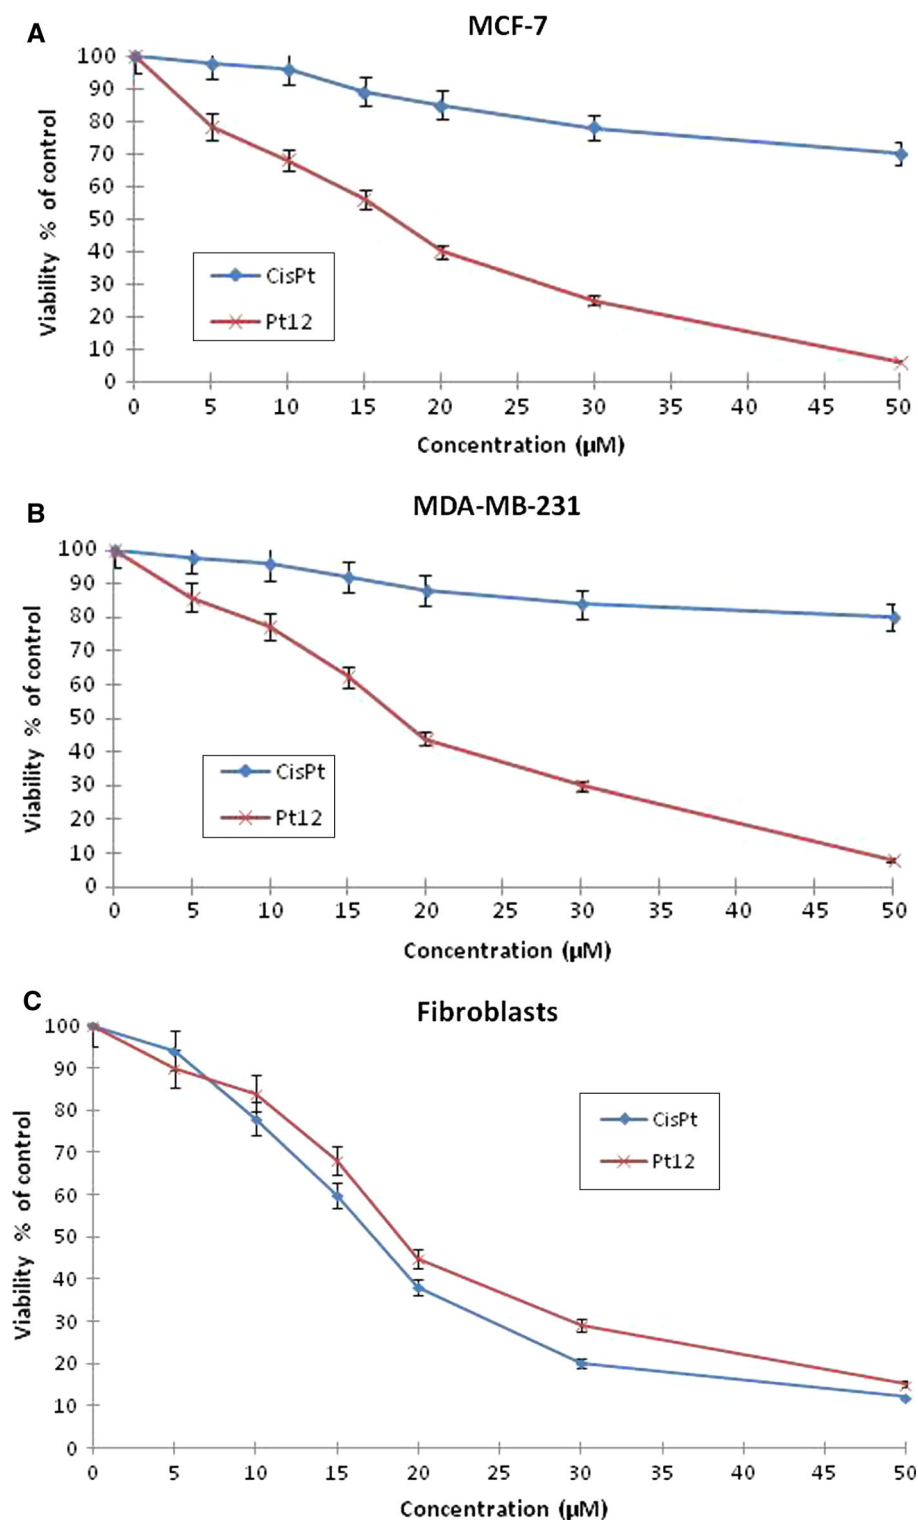 A
MCF-7
Viability % of control
100
90
80
70
60
50
40
30
20
10
0
CisPt
Pt12
0 5 10 15 20 25 30 35 40 45 50
Concentration (µM)
B
MDA-MB-231
Viability % of control
100
90
80
70
60
50
40
30
20
10
0
CisPt
Pt12
0 5 10 15 20 25 30 35 40 45 50
Concentration (µM)
C
Fibroblasts
Viability % of control
100
90
80
70
60
50
40
30
20
10
0
CisPt
Pt12
0 5 10 15 20 25 30 35 40 45 50
Concentration (µM)